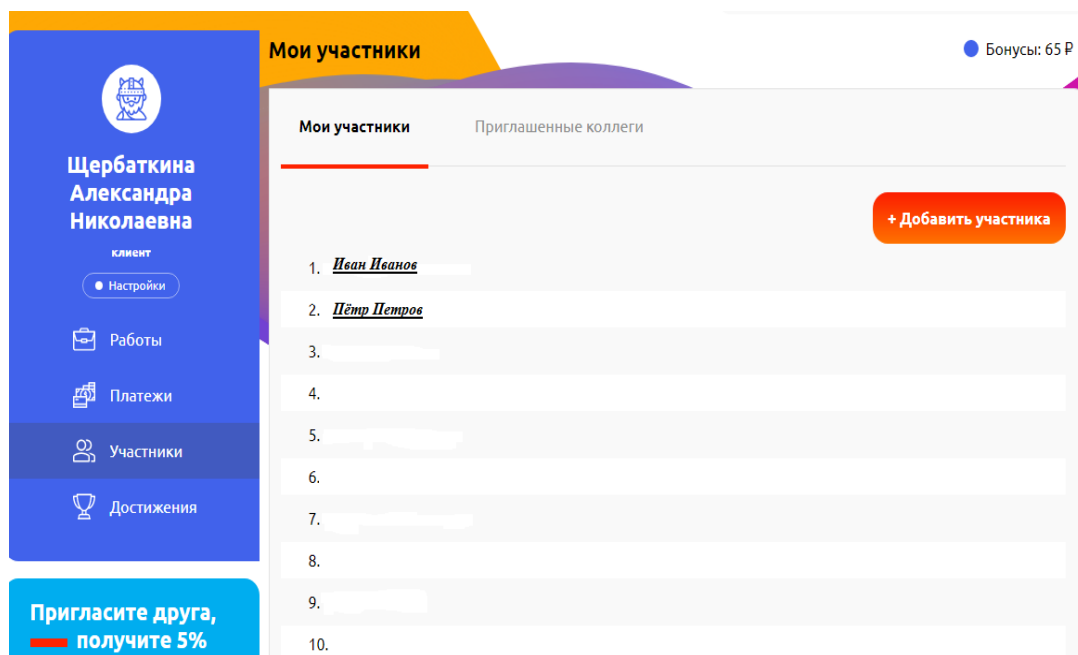 Мои участники
Бонусы: 65 ₽
Щербаткина
Александра
Николаевна
клиент
Настройки
Работы
Платежи
Участники
Достижения
Пригласите друга,
получите 5%
Мои участники Приглашенные коллеги
+ Добавить участника
1. Иван Иванов
2. Пётр Петров
3.
4.
5.
6.
7.
8.
9.
10.